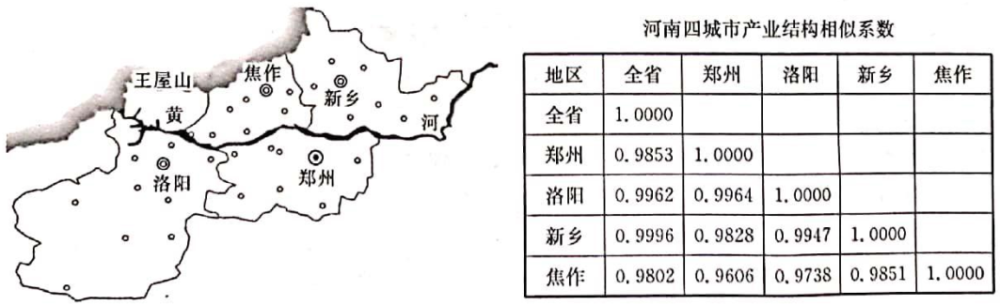 王屋山
焦作
新乡
黄
河
洛阳
郑州
河南四城市产业结构相似系数
地区 全省 郑州 洛阳 新乡 焦作
全省 1.0000
郑州 0.9853 1.0000
洛阳 0.9962 0.9964 1.0000
新乡 0.9996 0.9828 0.9947 1.0000
焦作 0.9802 0.9606 0.9738 0.9851 1.0000